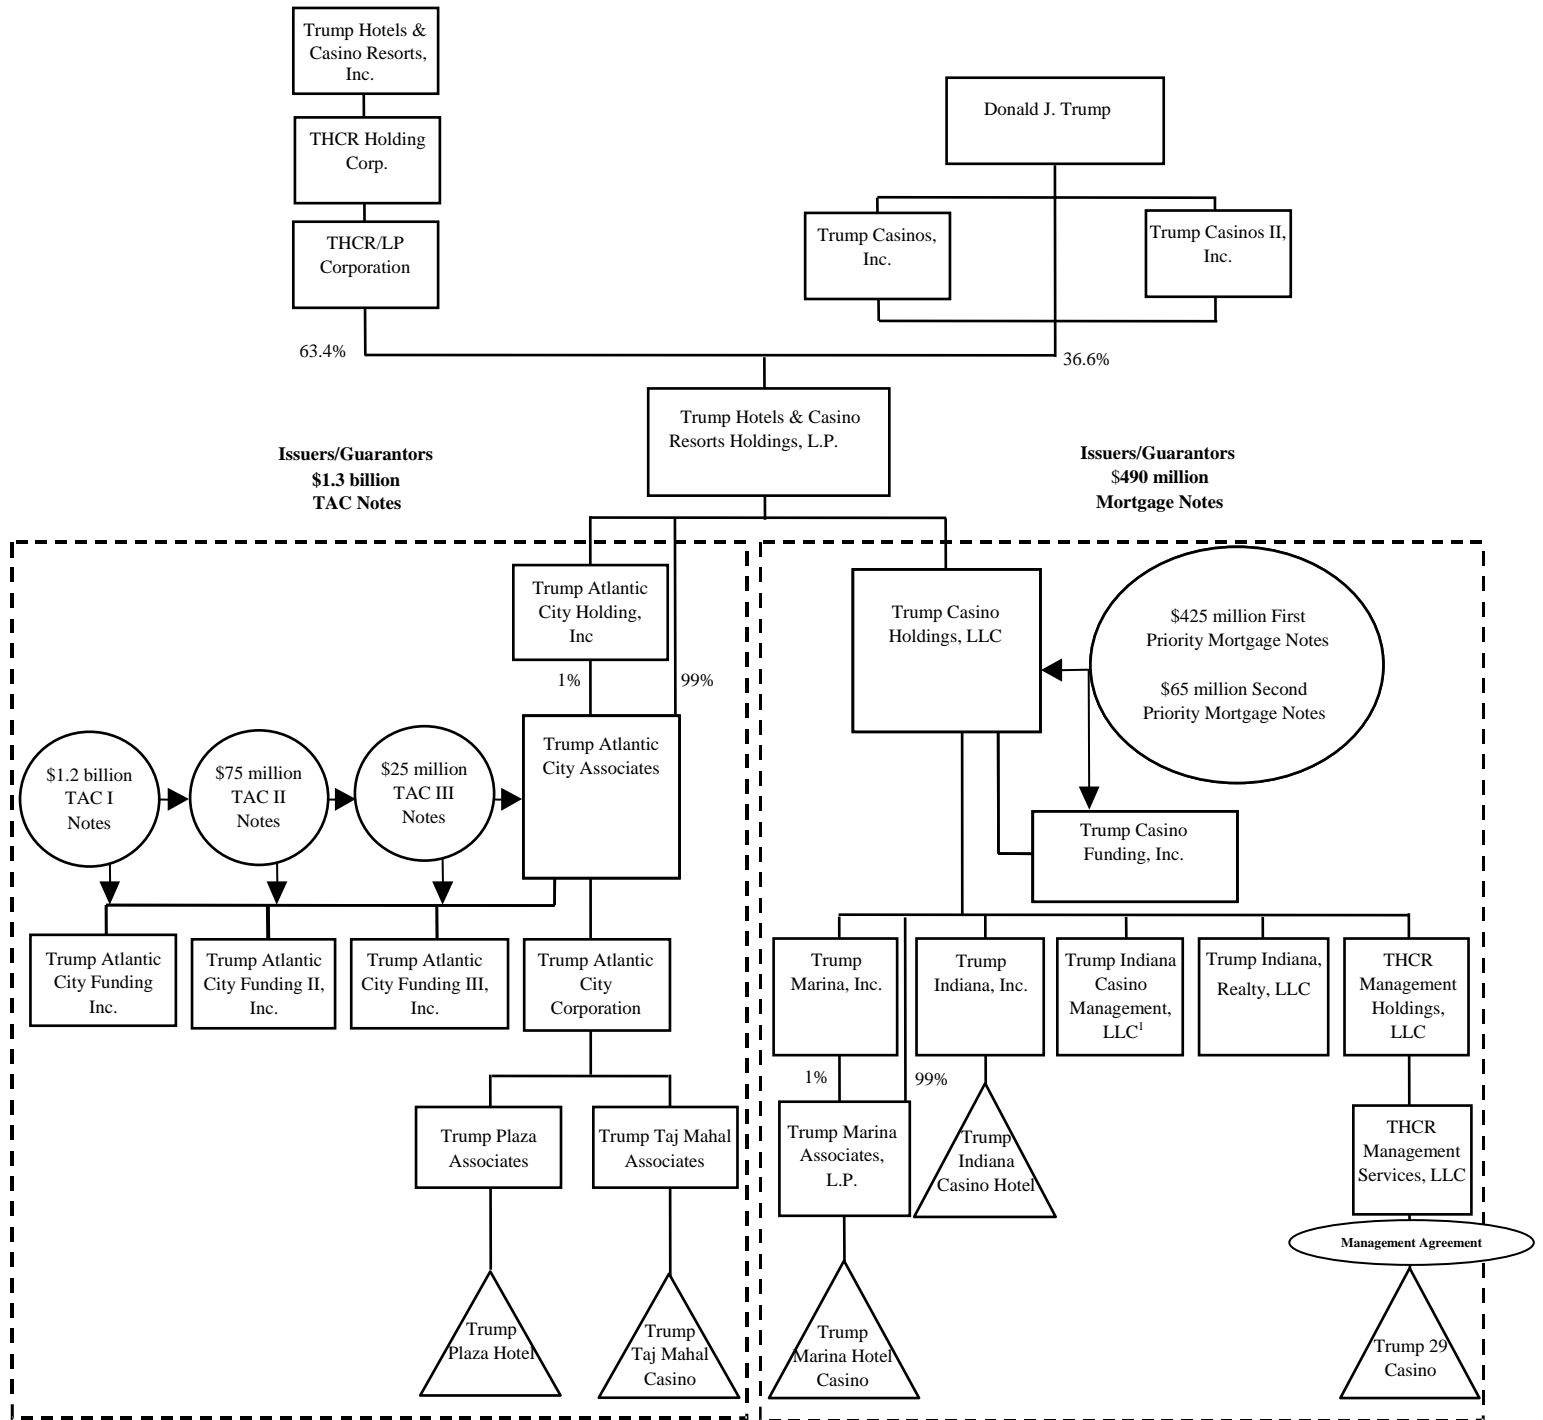 Trump Hotels &
Casino Resorts,
Inc.
THCR Holding
Corp.
THCR/LP
Corporation
Donald J. Trump
Trump Casinos,
Inc.
Trump Casinos II,
Inc.
63.4%
36.6%
Trump Hotels & Casino
Resorts Holdings, L.P.
Issuers/Guarantors
$1.3 billion
TAC Notes
Issuers/Guarantors
$490 million
Mortgage Notes
Trump Atlantic
City Holding,
Inc
1%
99%
Trump Atlantic
City Associates
$1.2 billion
TAC I
Notes
$75 million
TAC II
Notes
$25 million
TAC III
Notes
Trump Atlantic
City Funding
Inc.
Trump Atlantic
City Funding II,
Inc.
Trump Atlantic
City Funding III,
Inc.
Trump Atlantic
City
Corporation
Trump Plaza
Associates
Trump Taj Mahal
Associates
Trump
Plaza Hotel
Trump
Taj Mahal
Casino
Trump Casino
Holdings, LLC
$425 million First
Priority Mortgage Notes
$65 million Second
Priority Mortgage Notes
Trump Casino
Funding, Inc.
Trump
Marina, Inc.
Trump
Indiana, Inc.
Trump Indiana
Casino
Management,
LLC¹
Trump Indiana,
Realty, LLC
THCR
Management
Holdings,
LLC
1%
99%
Trump Marina
Associates,
L.P.
Trump
Indiana
Casino Hotel
THCR
Management
Services, LLC
Management Agreement
Trump
Marina Hotel
Casino
Trump 29
Casino